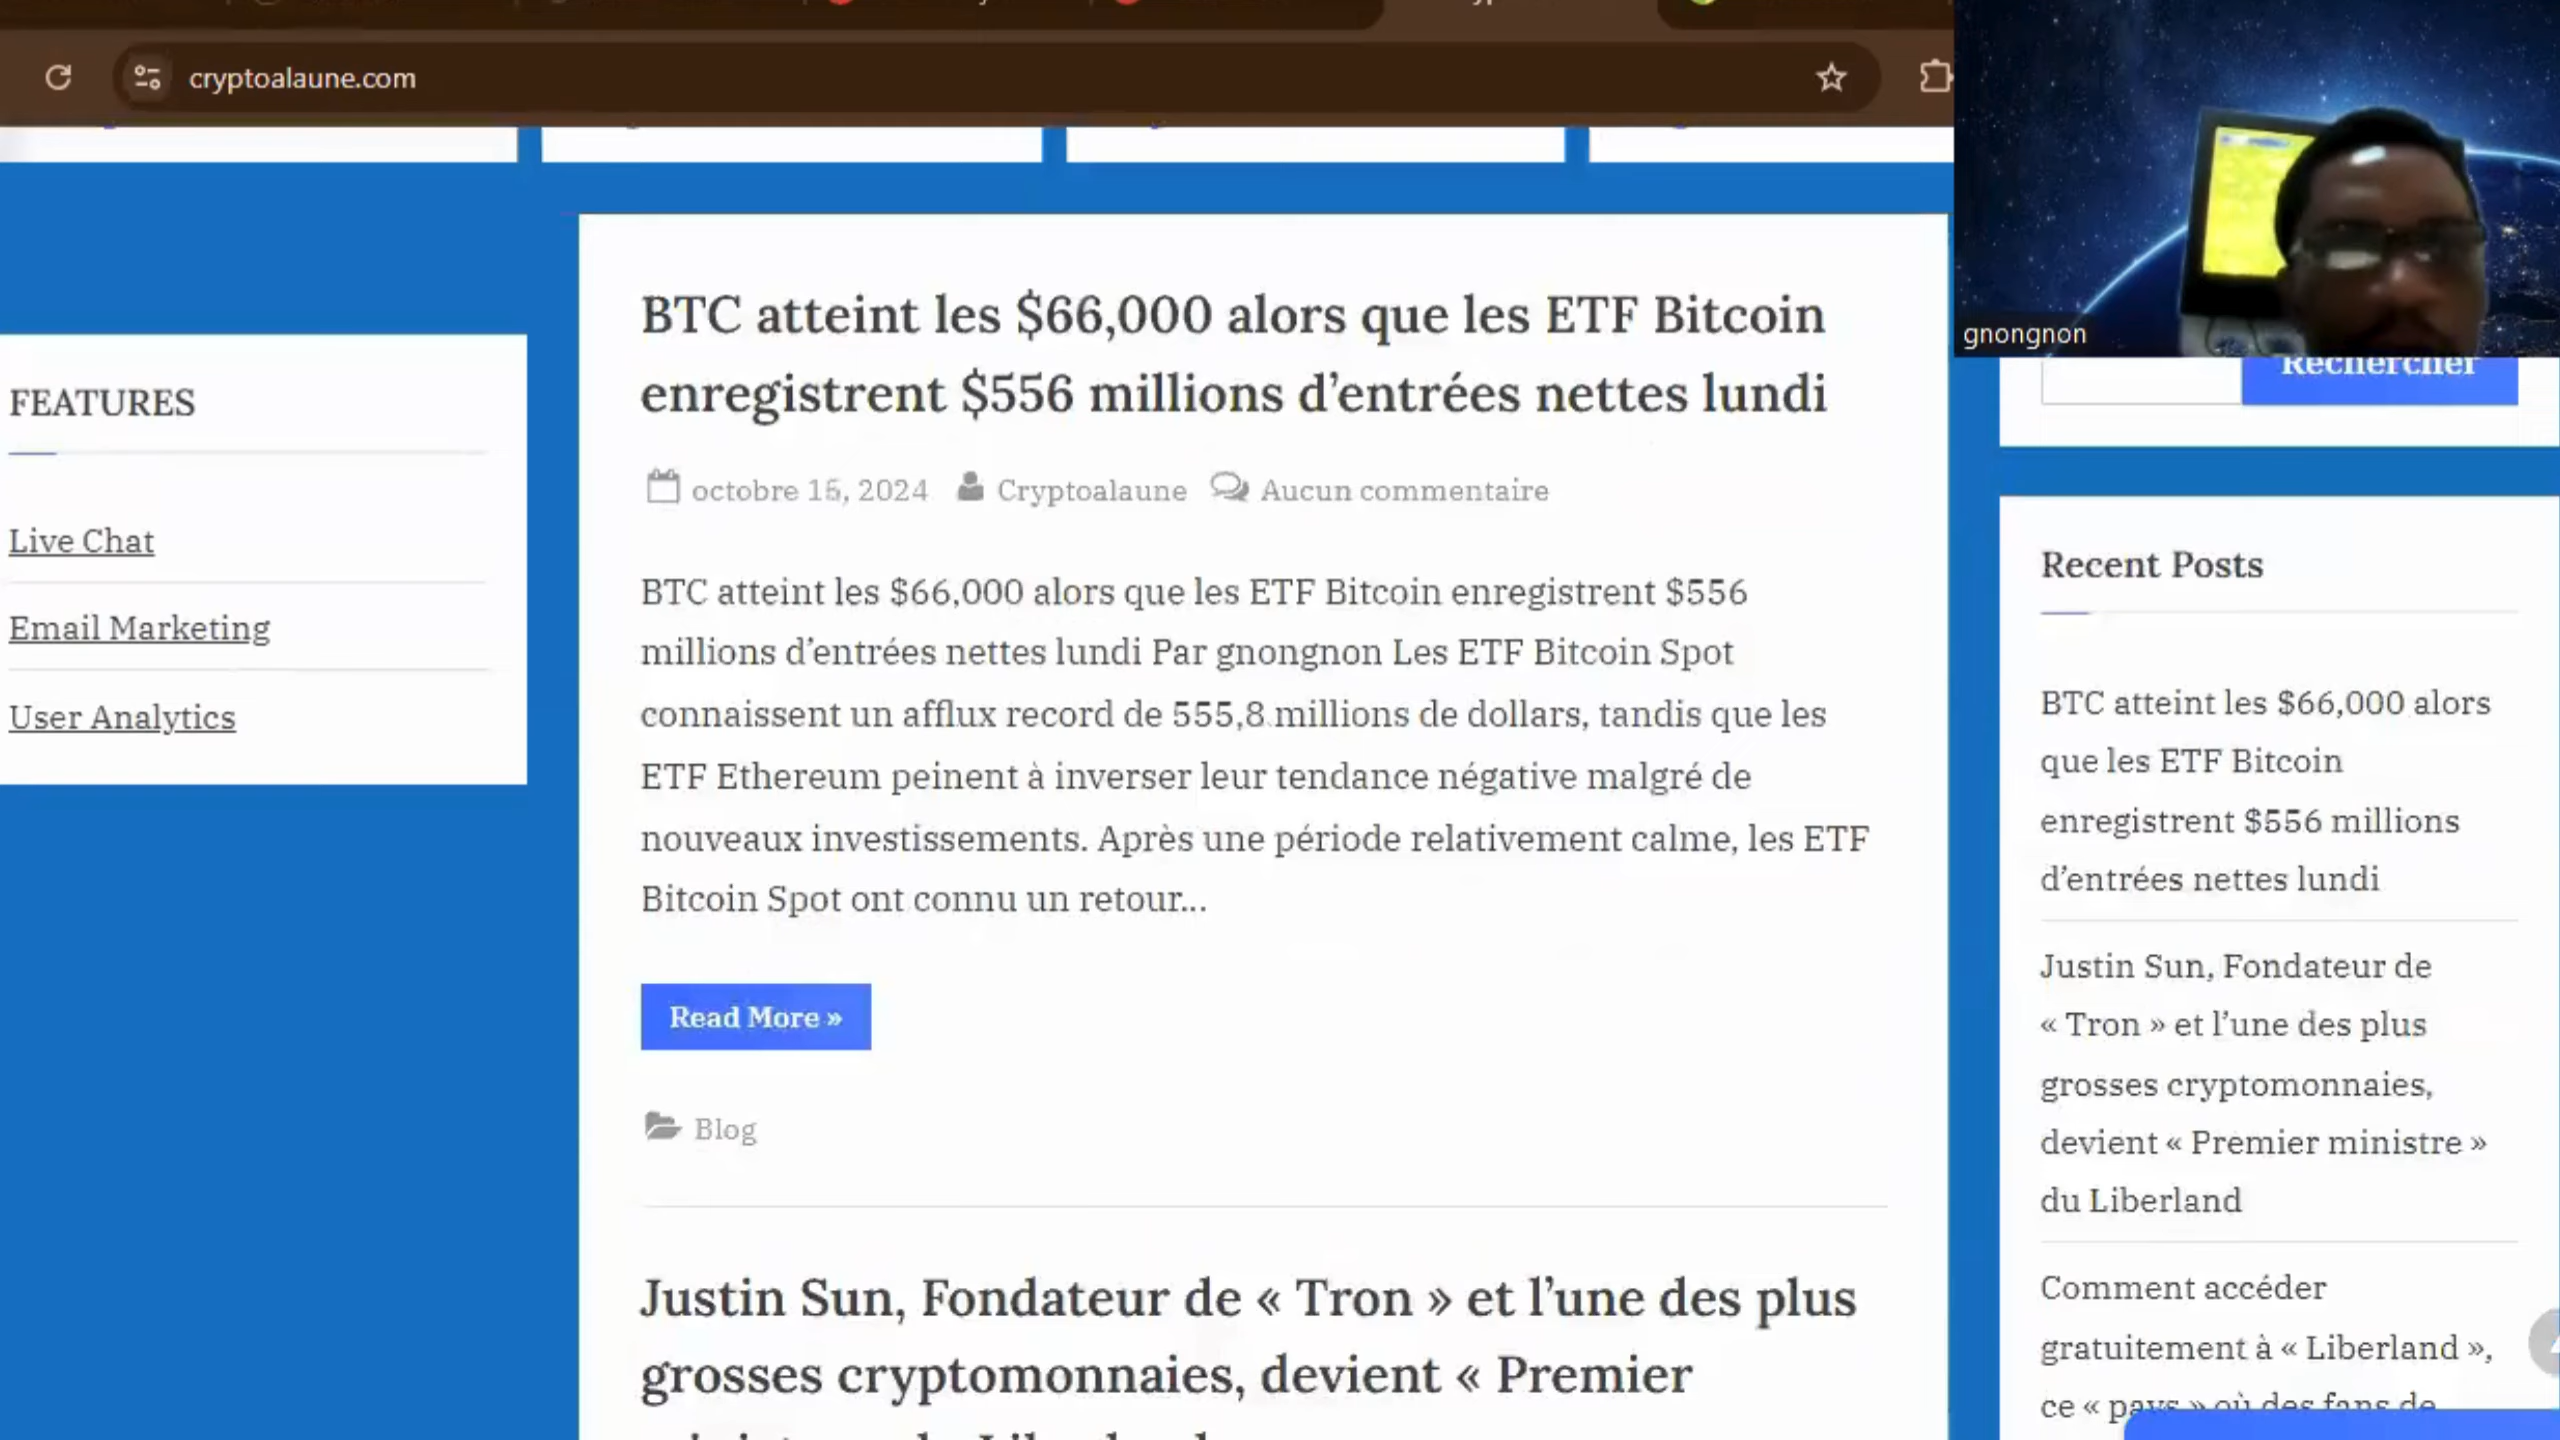 cryptoalaune.com
gnongnon
Rechercher
FEATURES
Live Chat
Email Marketing
User Analytics
BTC atteint les $66,000 alors que les ETF Bitcoin
enregistrent $556 millions d’entrées nettes lundi
octobre 15, 2024 Cryptoalaune Aucun commentaire
BTC atteint les $66,000 alors que les ETF Bitcoin enregistrent $556
millions d’entrées nettes lundi Par gnongnon Les ETF Bitcoin Spot
connaissent un afflux record de 555,8 millions de dollars, tandis que les
ETF Ethereum peinent à inverser leur tendance négative malgré de
nouveaux investissements. Après une période relativement calme, les ETF
Bitcoin Spot ont connu un retour…
Read More »
Blog
Justin Sun, Fondateur de « Tron » et l’une des plus
grosses cryptomonnaies, devient « Premier
Recent Posts
BTC atteint les $66,000 alors
que les ETF Bitcoin
enregistrent $556 millions
d’entrées nettes lundi
Justin Sun, Fondateur de
« Tron » et l’une des plus
grosses cryptomonnaies,
devient « Premier ministre »
du Liberland
Comment accéder
gratuitement à « Liberland »,
ce « pays » où des fans de